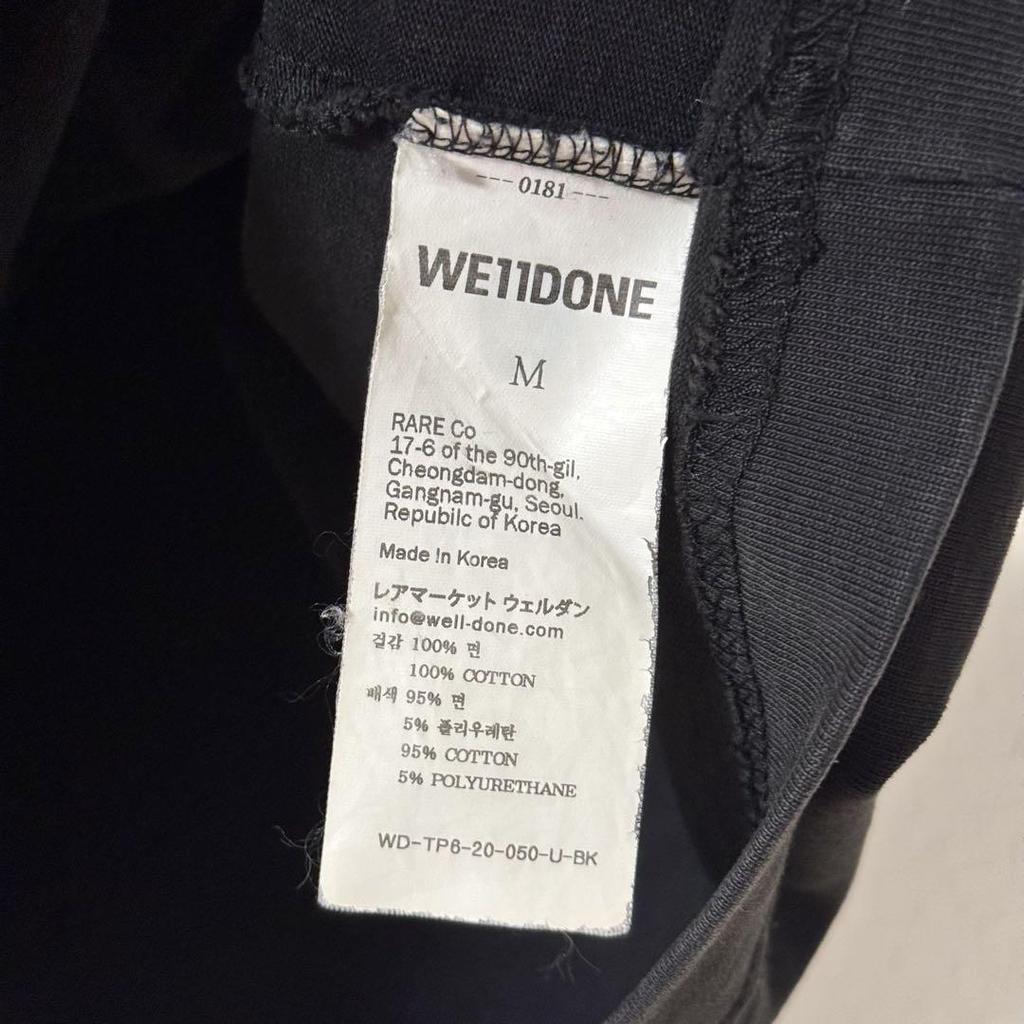 --- 0181 ---
WE11DONE
M
RARE Co
17-6 of the 90th-gil,
Cheongdam-dong,
Gangnam-gu, Seoul.
Repubilc of Korea
Made in Korea
レアマーケット ウェルダン
info@well-done.com
겉감 100% 면
100% COTTON
배색 95% 면
5% 폴리우레탄
95% COTTON
5% POLYURETHANE
WD-TP6-20-050-U-BK